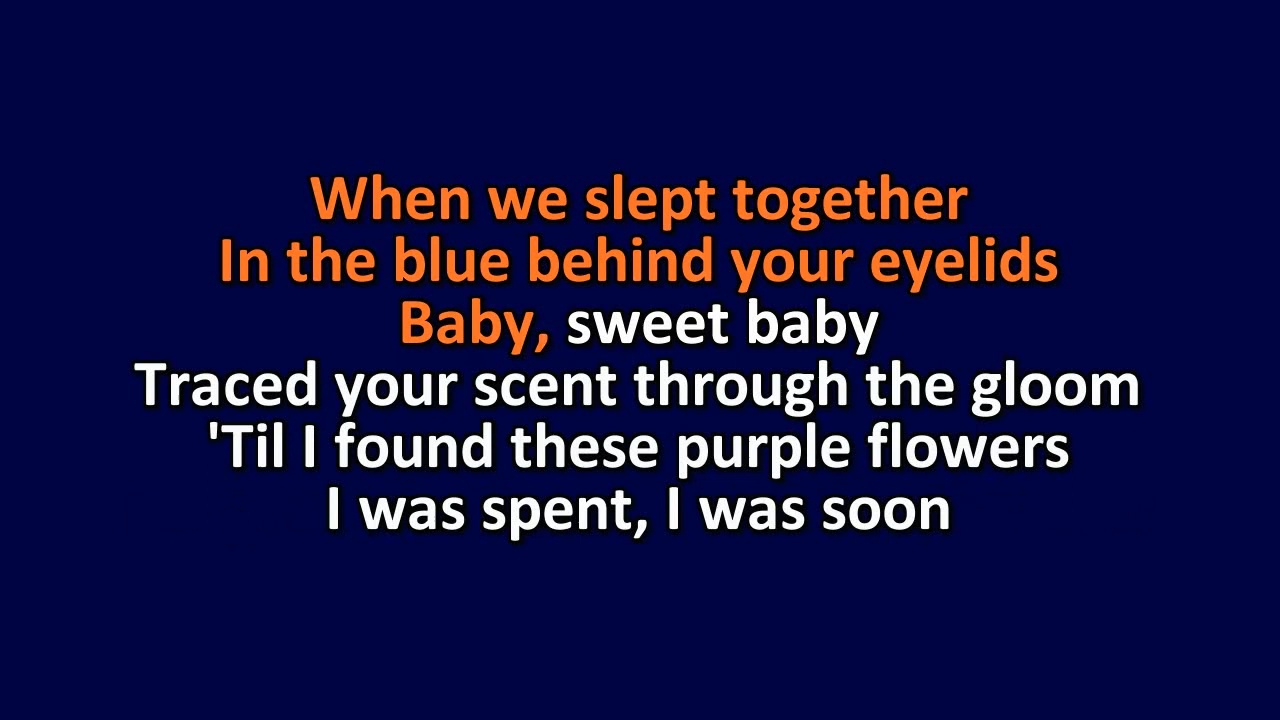 When we slept together
In the blue behind your eyelids
Baby, sweet baby
Traced your scent through the gloom
'Til I found these purple flowers
I was spent, I was soon